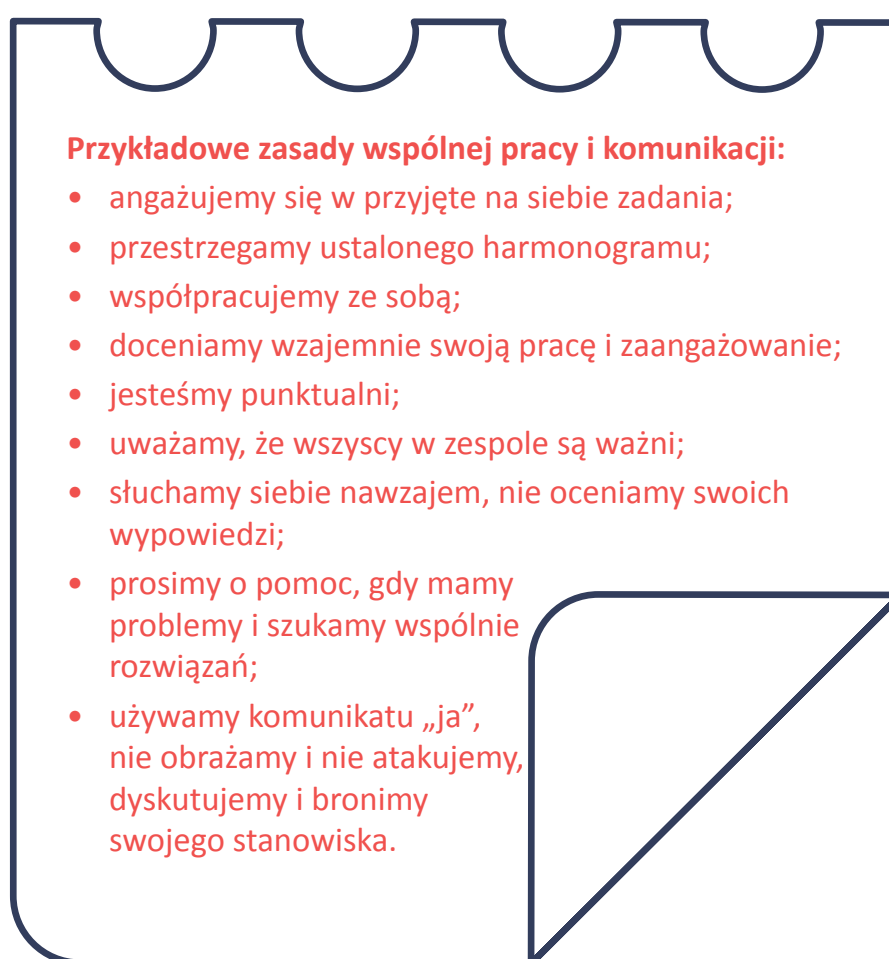 Przykładowe zasady wspólnej pracy i komunikacji:
• angażujemy się w przyjęte na siebie zadania;
• przestrzegamy ustalonego harmonogramu;
• współpracujemy ze sobą;
• doceniamy wzajemnie swoją pracę i zaangażowanie;
• jesteśmy punktualni;
• uważamy, że wszyscy w zespole są ważni;
• słuchamy siebie nawzajem, nie oceniamy swoich
wypowiedzi;
• prosimy o pomoc, gdy mamy
problemy i szukamy wspólnie
rozwiązań;
• używamy komunikatu „ja”,
nie obrażamy i nie atakujemy,
dyskutujemy i bronimy
swojego stanowiska.